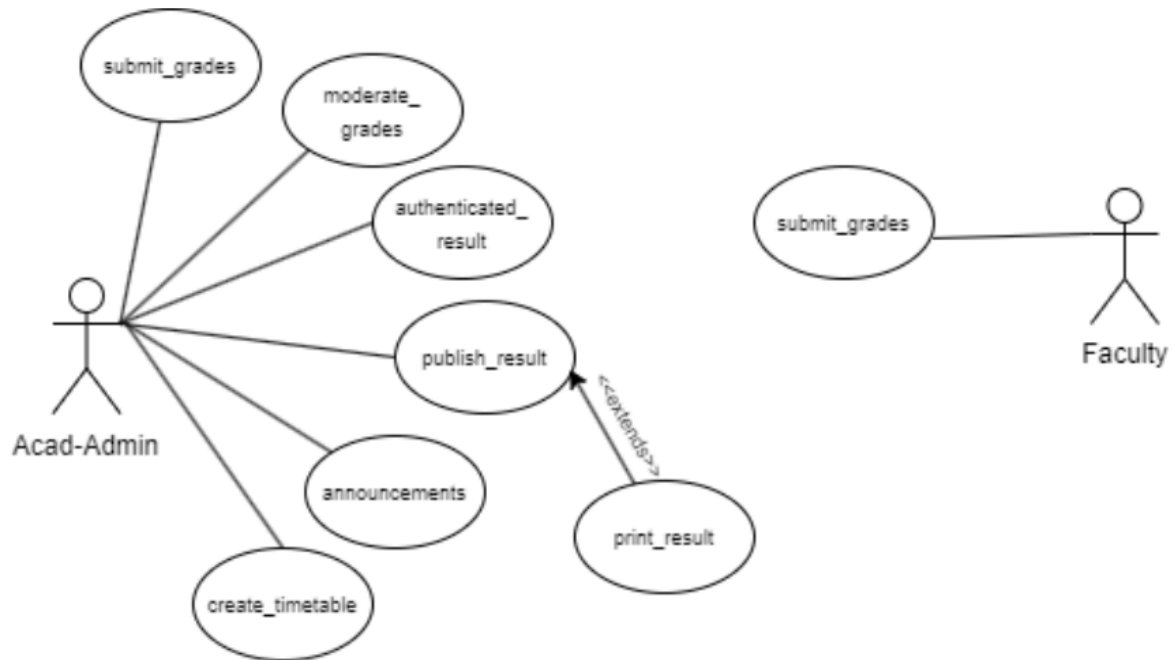 submit_grades
moderate_
grades
authenticated_
result
submit_grades
publish_result
<<extends>>
Faculty
Acad-Admin
announcements
print_result
create_timetable